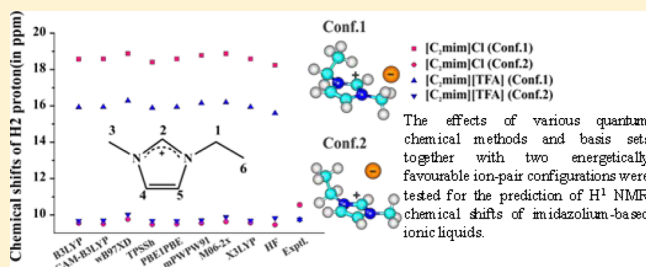 Chemical shifts of H2 proton(in ppm)
20
18
16
14
12
10
B3LYP
CAM-B3LYP
wB97XD
TPSSh
PBE1PBE
mPWPW91
M06-2x
X3LYP
HF
Exptl.
3
2
1
6
4
5
+
Conf.1
+
−
Conf.2
+
−
[C₂mim]Cl (Conf.1)
[C₂mim]Cl (Conf.2)
[C₂mim][TFA] (Conf.1)
[C₂mim][TFA] (Conf.2)
The effects of various quantum
chemical methods and basis sets
together with two energetically
favourable ion-pair configurations were
tested for the prediction of H¹ NMR
chemical shifts of imidazolium-based
ionic liquids.